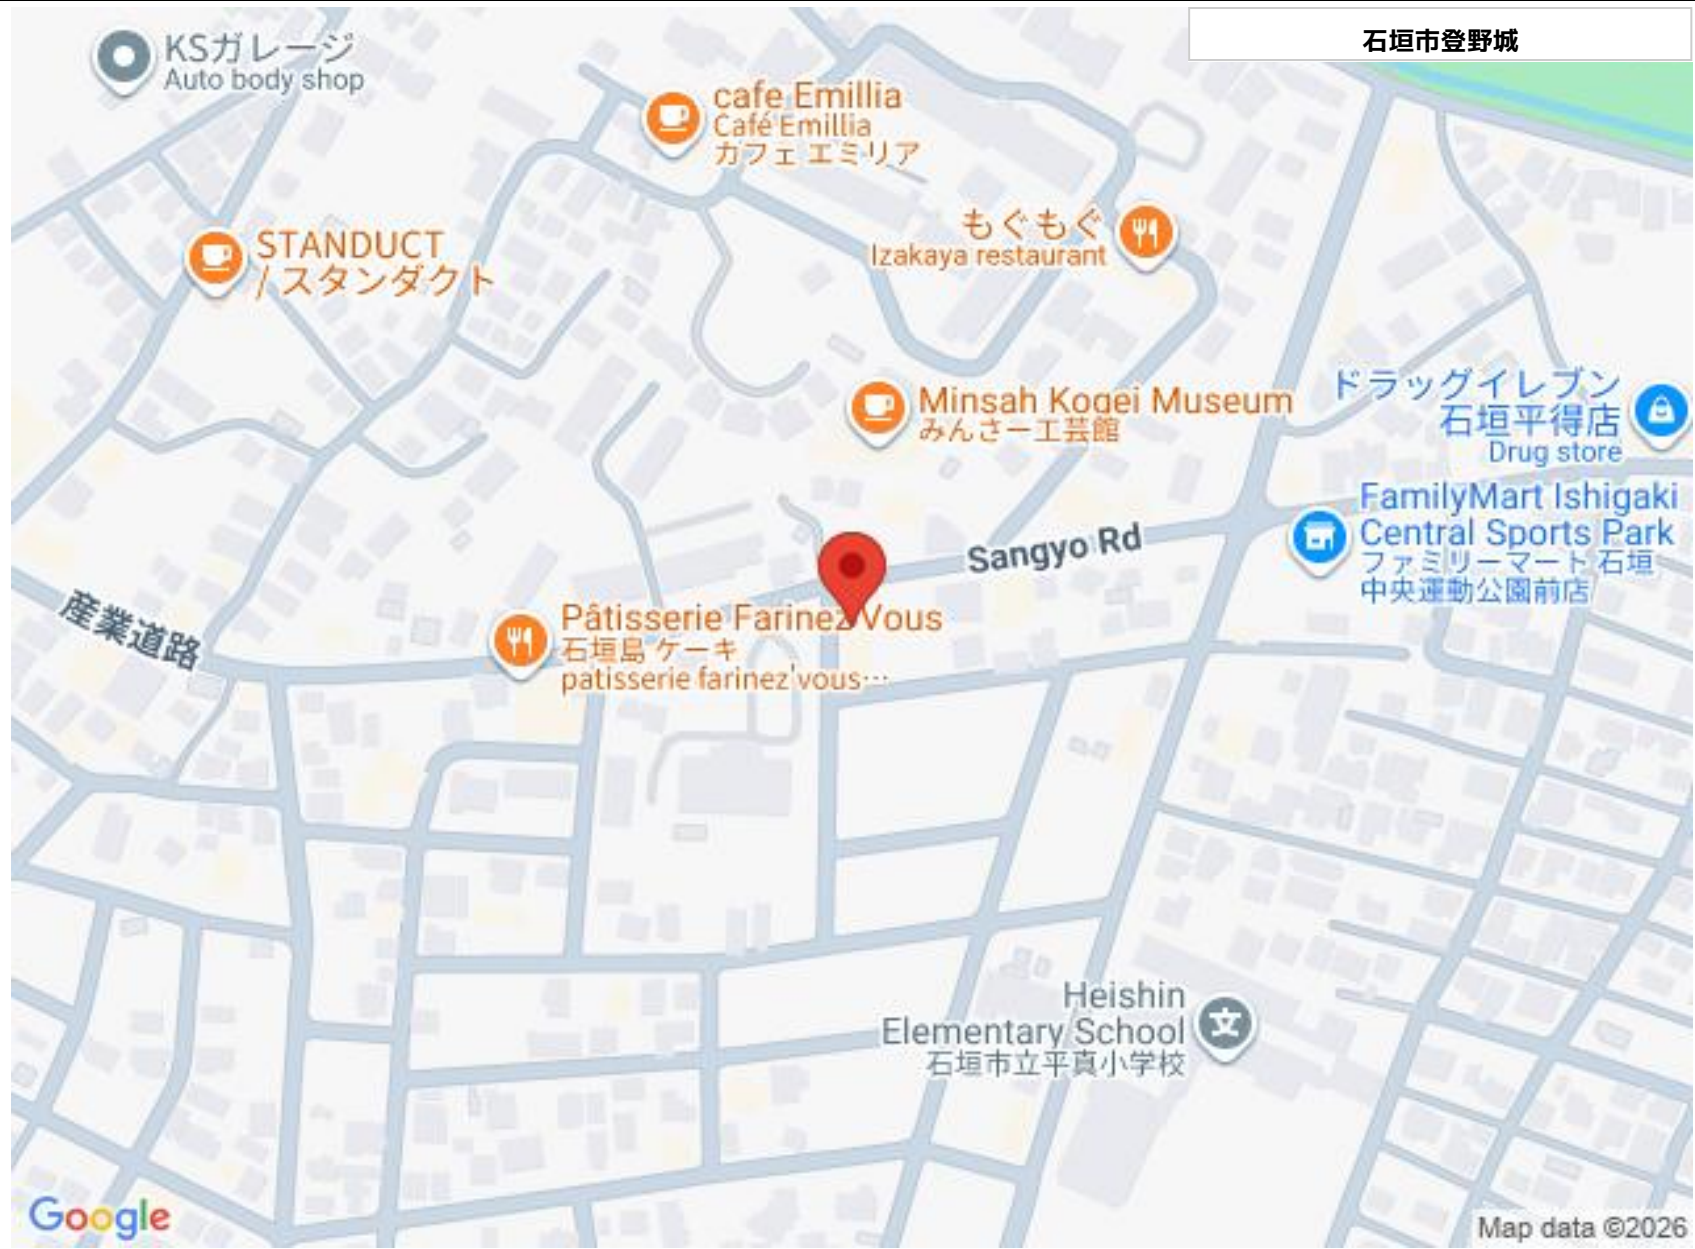 石垣市登野城
KSガレージ
Auto body shop
cafe Emillia
Café Emillia
カフェ エミリア
もぐもぐ
Izakaya restaurant
STANDUCT
/ スタンダクト
Minsah Kogei Museum
みんさー工芸館
ドラッグイレブン
石垣平得店
Drug store
FamilyMart Ishigaki
Central Sports Park
ファミリーマート 石垣
中央運動公園前店
Sangyo Rd
産業道路
Pâtisserie Farinez Vous
石垣島 ケーキ
patisserie farinez'vous…
Heishin
Elementary School
石垣市立平真小学校
Google
Map data ©2026